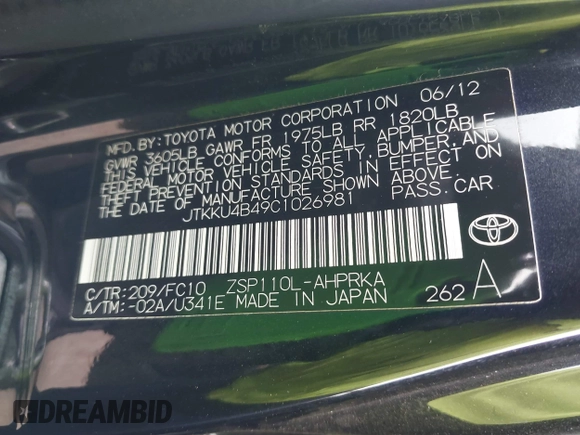 MFD. BY: TOYOTA MOTOR CORPORATION 06/12
GVWR 3605LB GAWR FR 1975LB RR 1820LB
THIS VEHICLE CONFORMS TO ALL APPLICABLE
FEDERAL MOTOR VEHICLE SAFETY, BUMPER, AND
THEFT PREVENTION STANDARDS IN EFFECT ON
THE DATE OF MANUFACTURE SHOWN ABOVE.
JTKKU4B49C1026981
TOYOTA
C/TR: 209/FC10 ZSP110L-AHPRKA
A/TM: -02A/U341E MADE IN JAPAN
262 A
DREAMBID